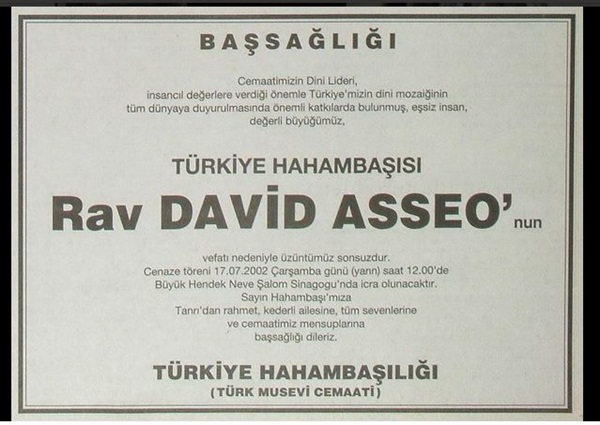 BAŞSAĞLIĞI
Cemaatimizin Dini Lideri,
insancıl değerlere verdiği önemle Türkiye'mizin dini mozaiğinin
tüm dünyaya duyurulmasında önemli katkılarda bulunmuş, eşsiz insan,
değerli büyüğümüz,
TÜRKİYE HAHAMBAŞISI
Rav DAVİD ASSEO'nun
vefatı nedeniyle üzüntümüz sonsuzdur.
Cenaze töreni 17.07.2002 Çarşamba günü (yarın) saat 12.00'de
Büyük Hendek Neve Şalom Sinagogu'nda icra olunacaktır.
Sayın Hahambaşı'mıza
Tanrı'dan rahmet, kederli ailesine, tüm sevenlerine
ve cemaatimiz mensuplarına
başsağlığı dileriz.
TÜRKİYE HAHAMBAŞILIĞI
(TÜRK MUSEVİ CEMAATİ)